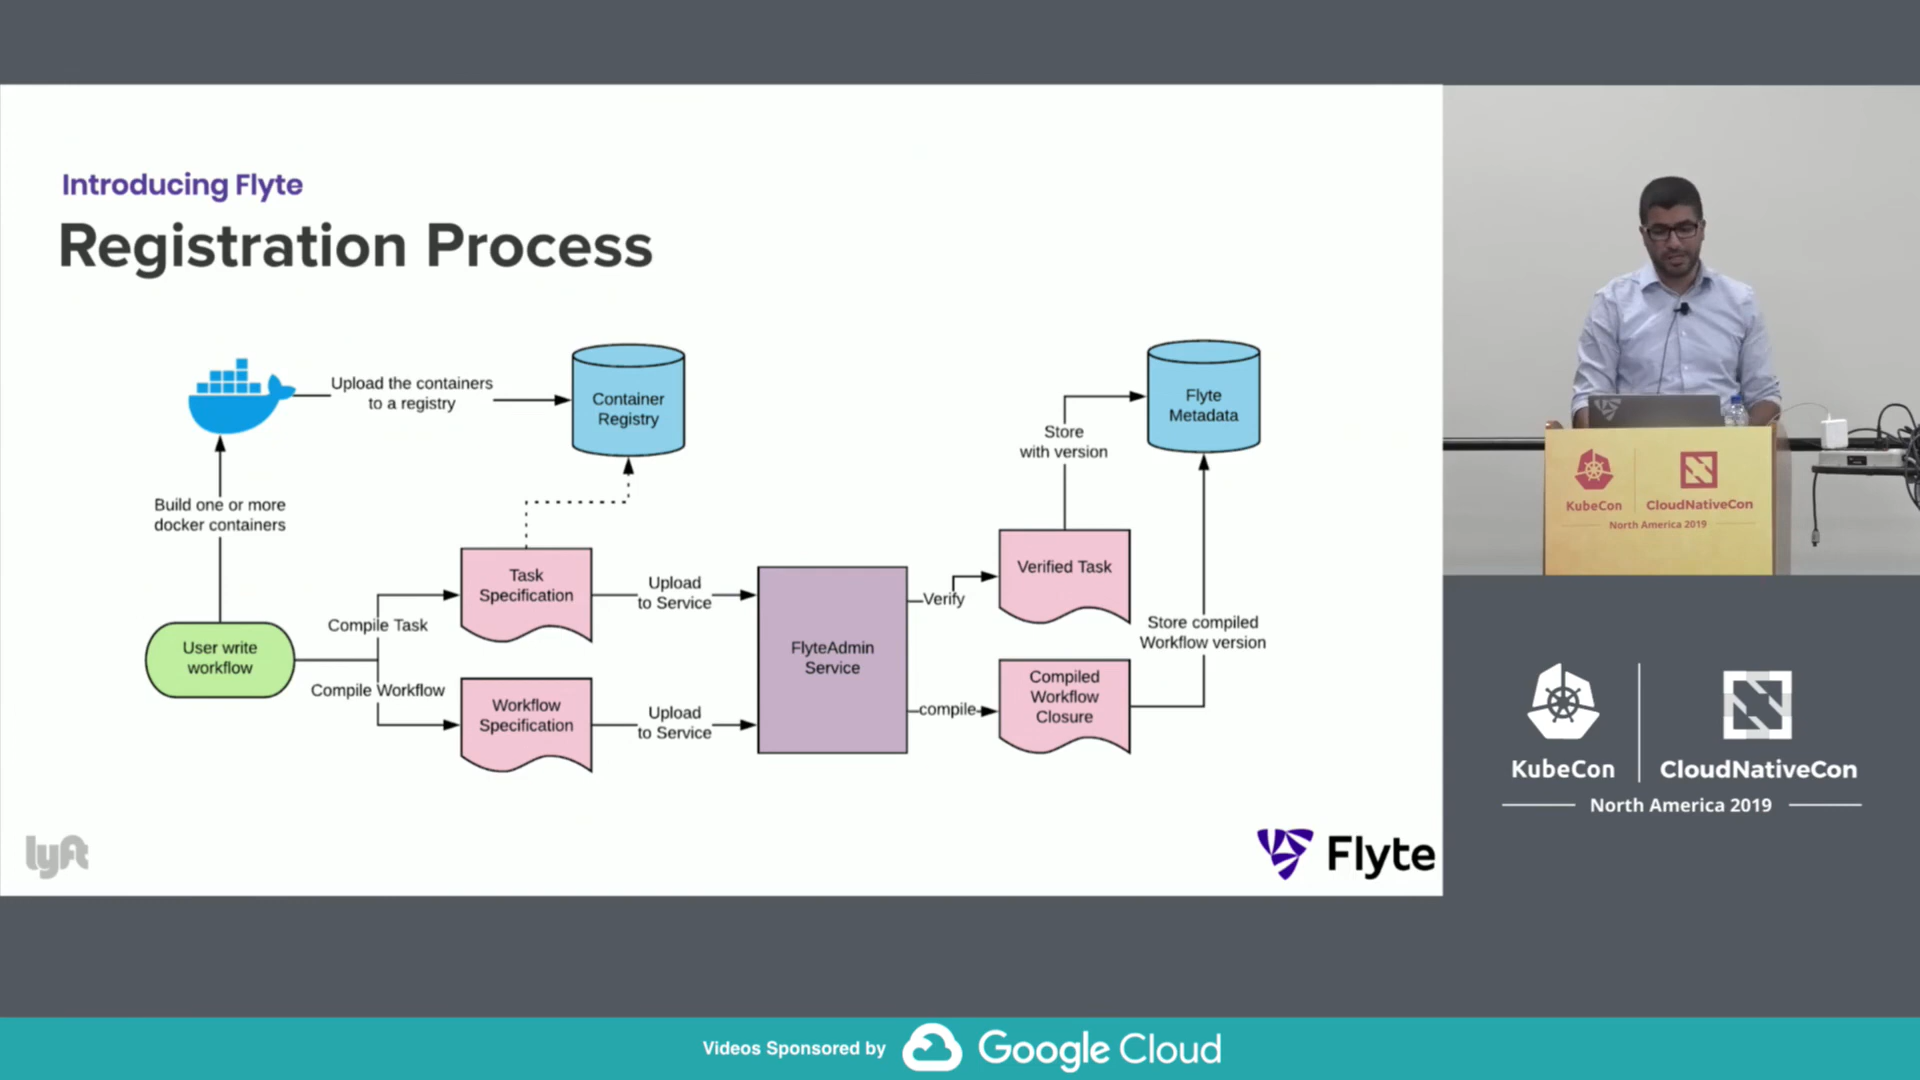 Introducing Flyte
Registration Process
Upload the containers
to a registry
Container
Registry
Flyte
Metadata
Store
with version
Build one or more
docker containers
Task
Specification
Upload
to Service
Verified Task
Compile Task
Verify
User write
workflow
FlyteAdmin
Service
Store compiled
Workflow version
Compile Workflow
Workflow
Specification
Upload
to Service
compile
Compiled
Workflow
Closure
lyft
Flyte
KubeCon
CloudNativeCon
North America 2019
KubeCon
CloudNativeCon
North America 2019
Videos Sponsored by
Google Cloud